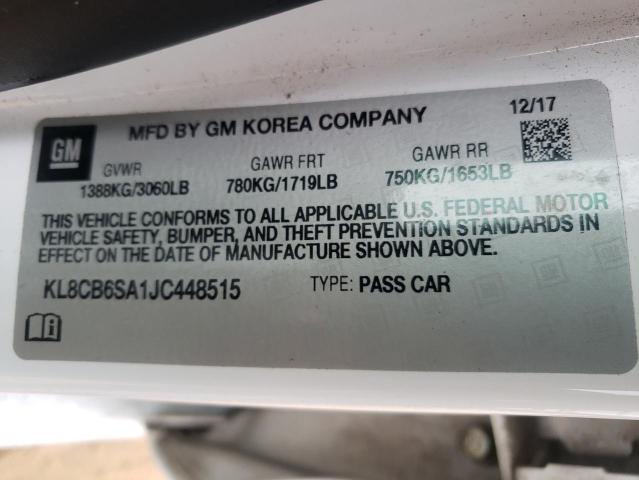 MFD BY GM KOREA COMPANY 12/17
GM
GVWR GAWR FRT GAWR RR
1388KG/3060LB 780KG/1719LB 750KG/1653LB
THIS VEHICLE CONFORMS TO ALL APPLICABLE U.S. FEDERAL MOTOR
VEHICLE SAFETY, BUMPER, AND THEFT PREVENTION STANDARDS IN
EFFECT ON THE DATE OF MANUFACTURE SHOWN ABOVE.
KL8CB6SA1JC448515 TYPE: PASS CAR